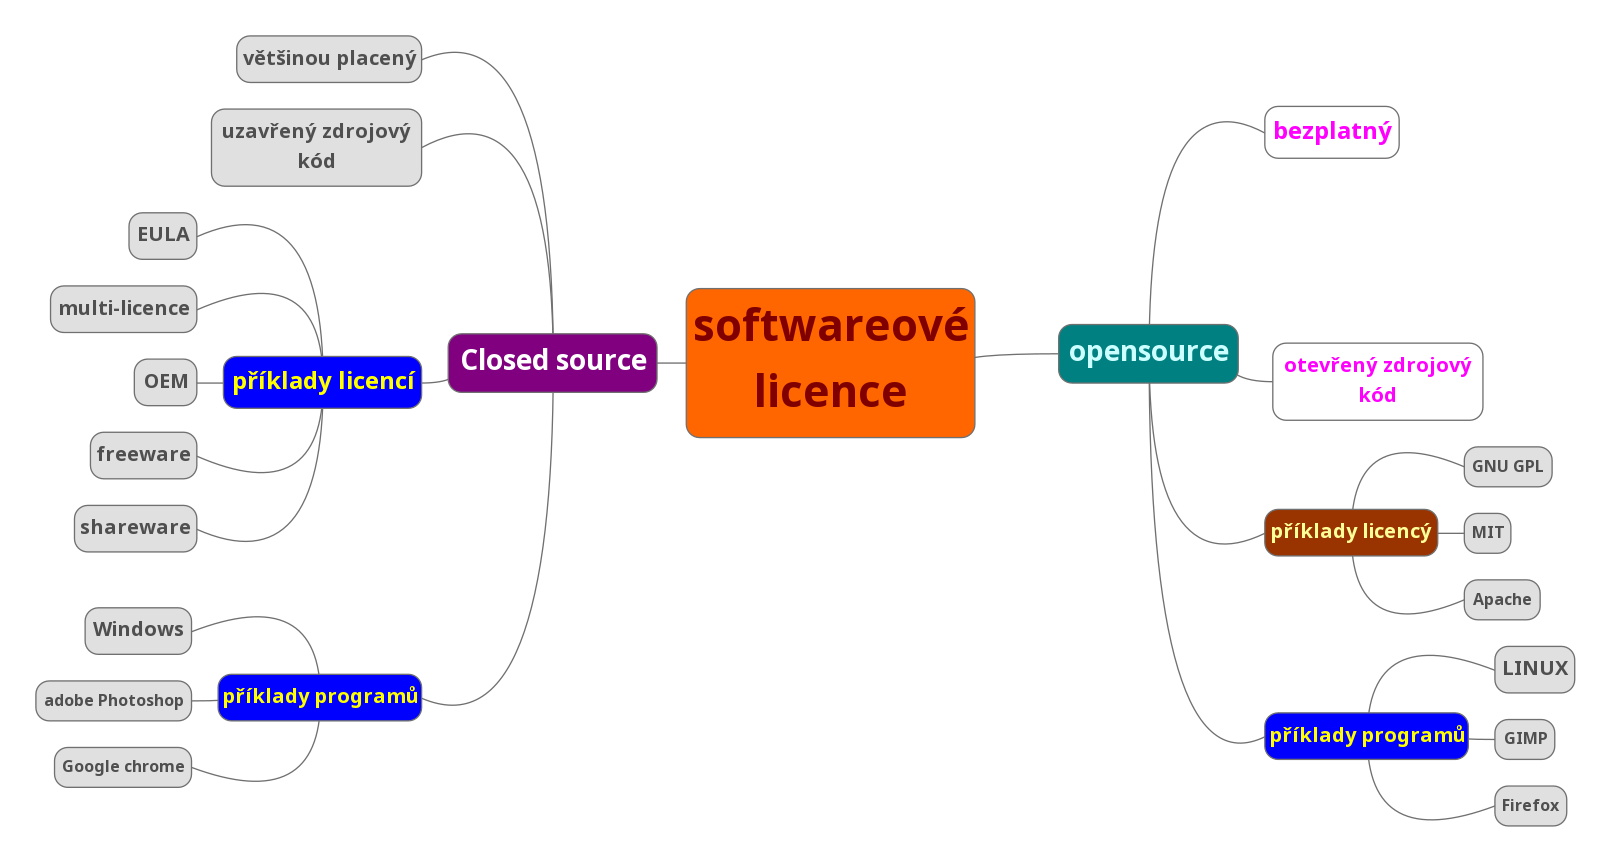 softwareové
licence
Closed source
většinou placený
uzavřený zdrojový
kód
příklady licencí
EULA
multi-licence
OEM
freeware
shareware
příklady programů
Windows
adobe Photoshop
Google chrome
opensource
bezplatný
otevřený zdrojový
kód
příklady licencý
GNU GPL
MIT
Apache
příklady programů
LINUX
GIMP
Firefox